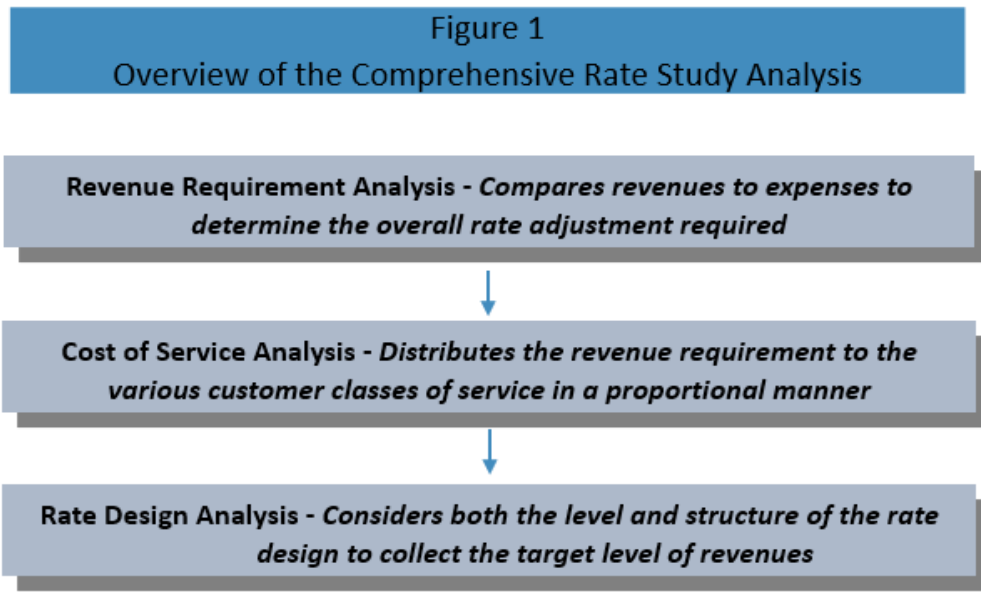 Figure 1
Overview of the Comprehensive Rate Study Analysis
Revenue Requirement Analysis - Compares revenues to expenses to
determine the overall rate adjustment required
Cost of Service Analysis - Distributes the revenue requirement to the
various customer classes of service in a proportional manner
Rate Design Analysis - Considers both the level and structure of the rate
design to collect the target level of revenues